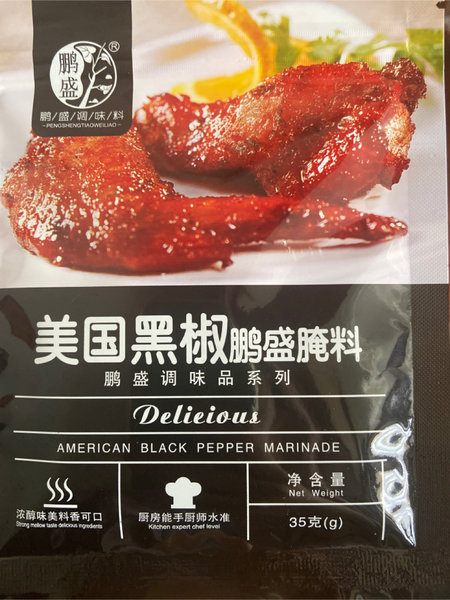 鹏盛
®
鹏/盛/调/味/料
PENGSHENGTIAOWEILIAO
美国黑椒鹏盛腌料
鹏盛调味品系列
Delieious
AMERICAN BLACK PEPPER MARINADE
浓醇味美料香可口
Strong mellow taste delicious ingredients
厨房能手厨师水准
Kitchen expert chef level
净含量
Net Weight
35克(g)